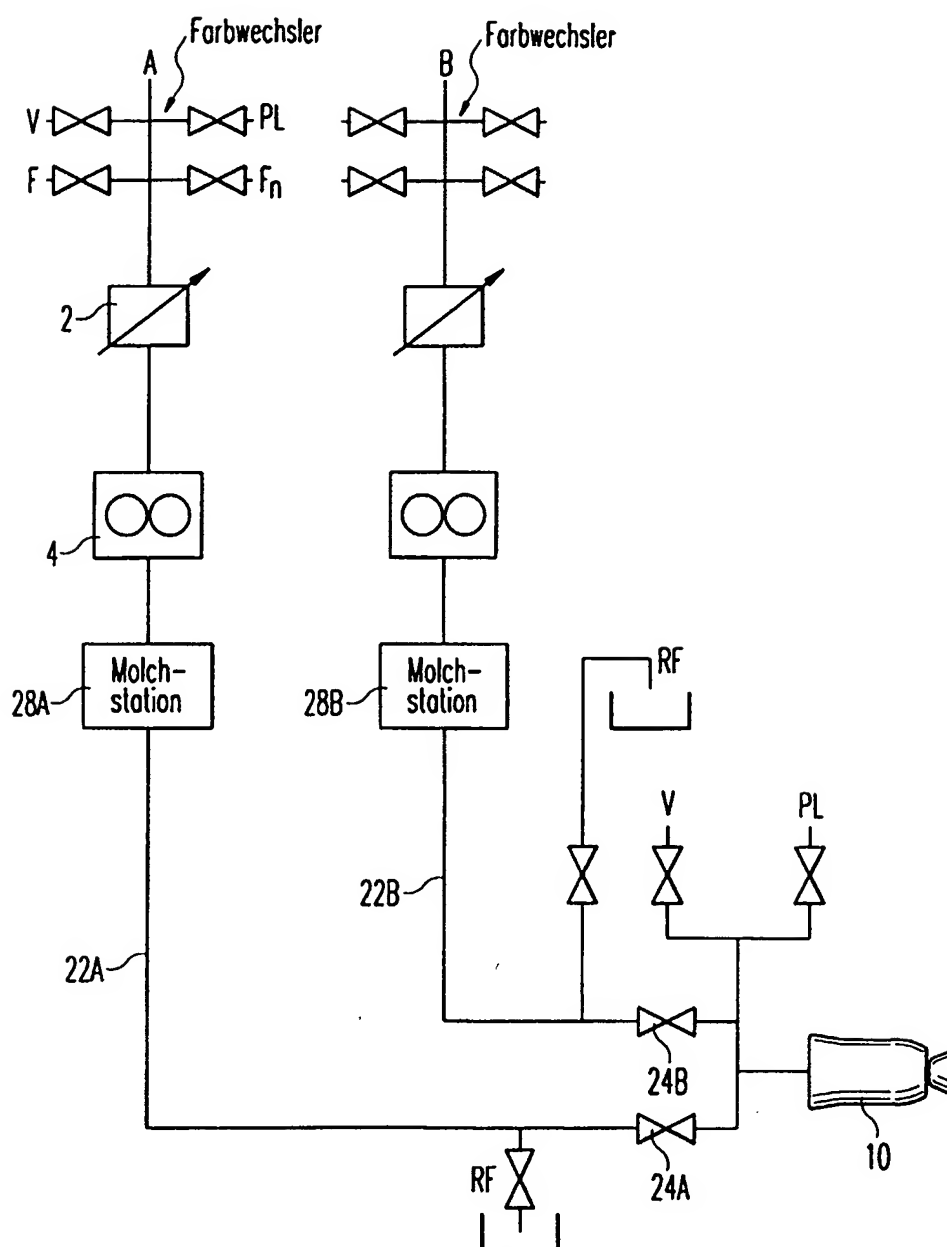 Farbwechsler
Farbwechsler
A
B
V
PL
F
Fn
2
4
Molch-
station
28A
Molch-
station
28B
RF
V
PL
22B
22A
24B
10
24A
RF